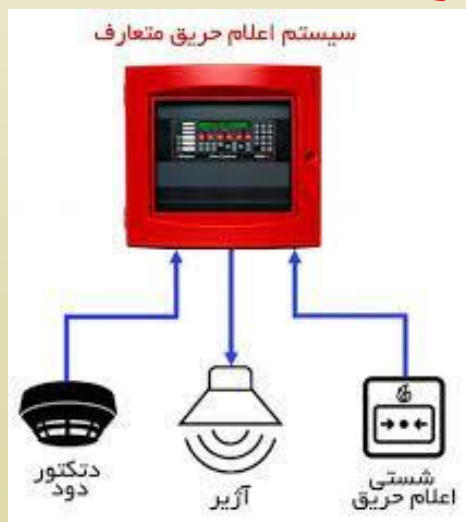 سیستم اعلام حریق متعارف
دتکتور
دود
آژیر
شستی
اعلام حریق